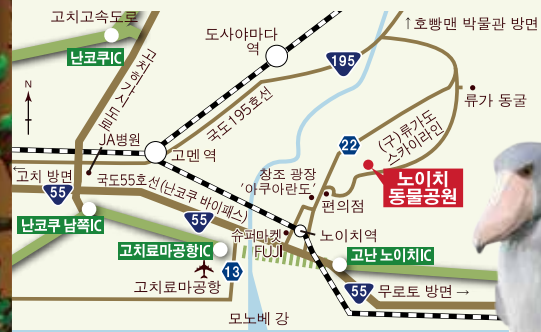 고치고속도로
난코쿠IC
고치히가시도로
도사야마다
역
↑호빵맨 박물관 방면
195
국도195호선
류가 동굴
(구)류가도
스카이라인
N
JA병원
고멘 역
22
노이치
동물공원
창조 광장
'아쿠아란도'
편의점
←
고치 방면
55
국도55호선(난코쿠 바이패스)
55
난코쿠 남쪽IC
고치료마공항IC
슈퍼마켓
FUJI
노이치역
고난 노이치IC
13
고치료마공항
55
무로토 방면→
모노베 강